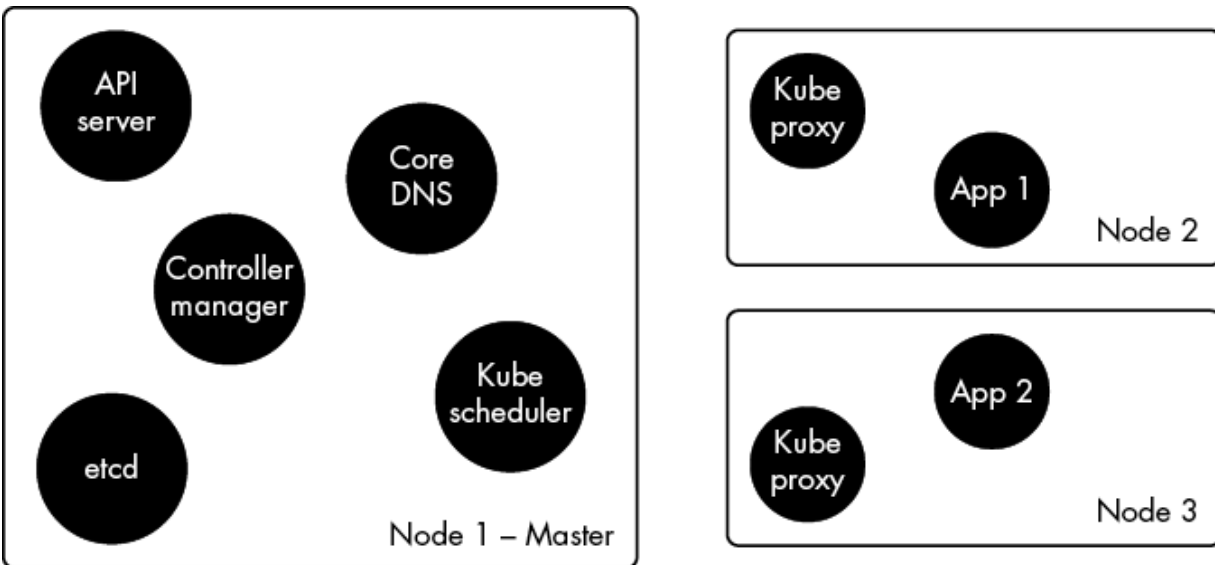 API
server
Core
DNS
Controller
manager
Kube
scheduler
etcd
Node 1 – Master
Kube
proxy
App 1
Node 2
App 2
Kube
proxy
Node 3